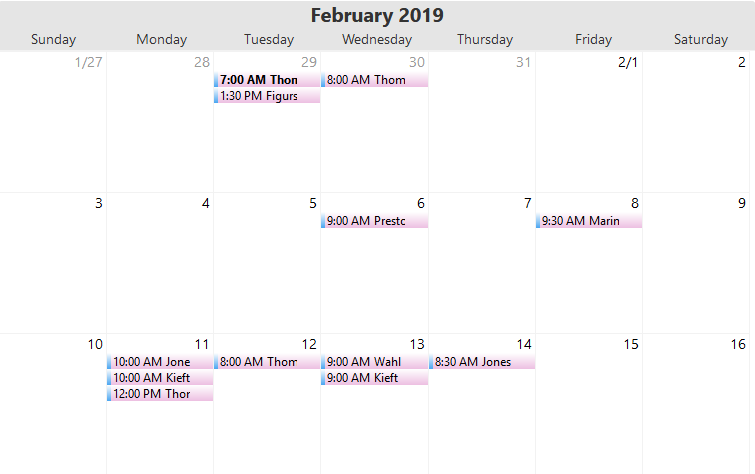 February 2019
Sunday Monday Tuesday Wednesday Thursday Friday Saturday
1/27 28 29 30 31 2/1 2
7:00 AM Thon 8:00 AM Thom
1:30 PM Figurs
3 4 5 6 7 8 9
9:00 AM Prestc 9:30 AM Marin
10 11 12 13 14 15 16
10:00 AM Jone 8:00 AM Thom 9:00 AM Wahl 8:30 AM Jones
10:00 AM Kieft 9:00 AM Kieft
12:00 PM Thor